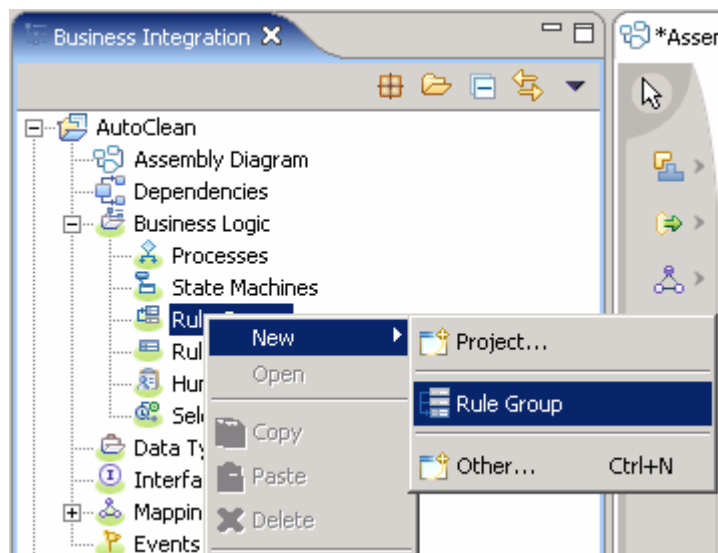 Business Integration
*Asser
AutoClean
Assembly Diagram
Dependencies
Business Logic
Processes
State Machines
Rul
New
Project...
Rul
Open
Hur
Rule Group
Sele
Copy
Data Ty
Other... Ctrl+N
Interfa
Paste
Mappin
Delete
Events